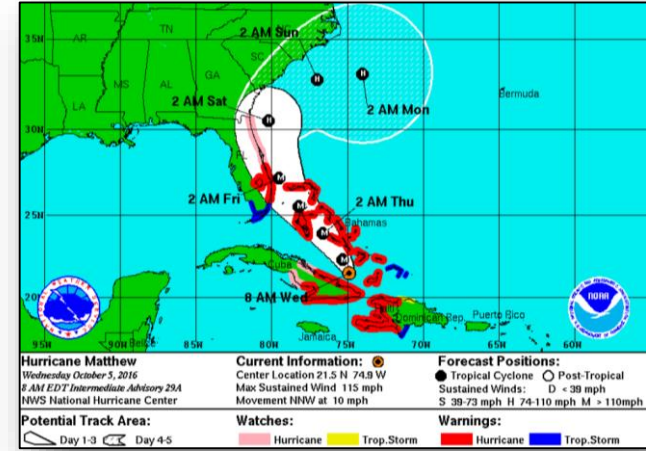 35N
AR
TN
NC
2 AM Sun
SC
MS
AL
GA
2 AM Mon
LA
Bermuda
2 AM Sat
30N
FL
2 AM Fri
2 AM Thu
25N
Bahamas
Cuba
8 AM Wed
20N
Haiti
Dominican Rep.
Puerto Rico
Jamaica
95W 90W 85W 80W 75W 70W 65W 60W
NOAA
Hurricane Matthew
Wednesday October 5, 2016
8 AM EDT Intermediate Advisory 29A
NWS National Hurricane Center
Current Information:
Center Location 21.5 N 74.9 W
Max Sustained Wind 115 mph
Movement NNW at 10 mph
Forecast Positions:
Tropical Cyclone Post-Tropical
Sustained Winds: D < 39 mph
S 39-73 mph H 74-110 mph M > 110mph
Potential Track Area:
Day 1-3 Day 4-5
Watches:
Hurricane Trop.Storm
Warnings:
Hurricane Trop.Storm